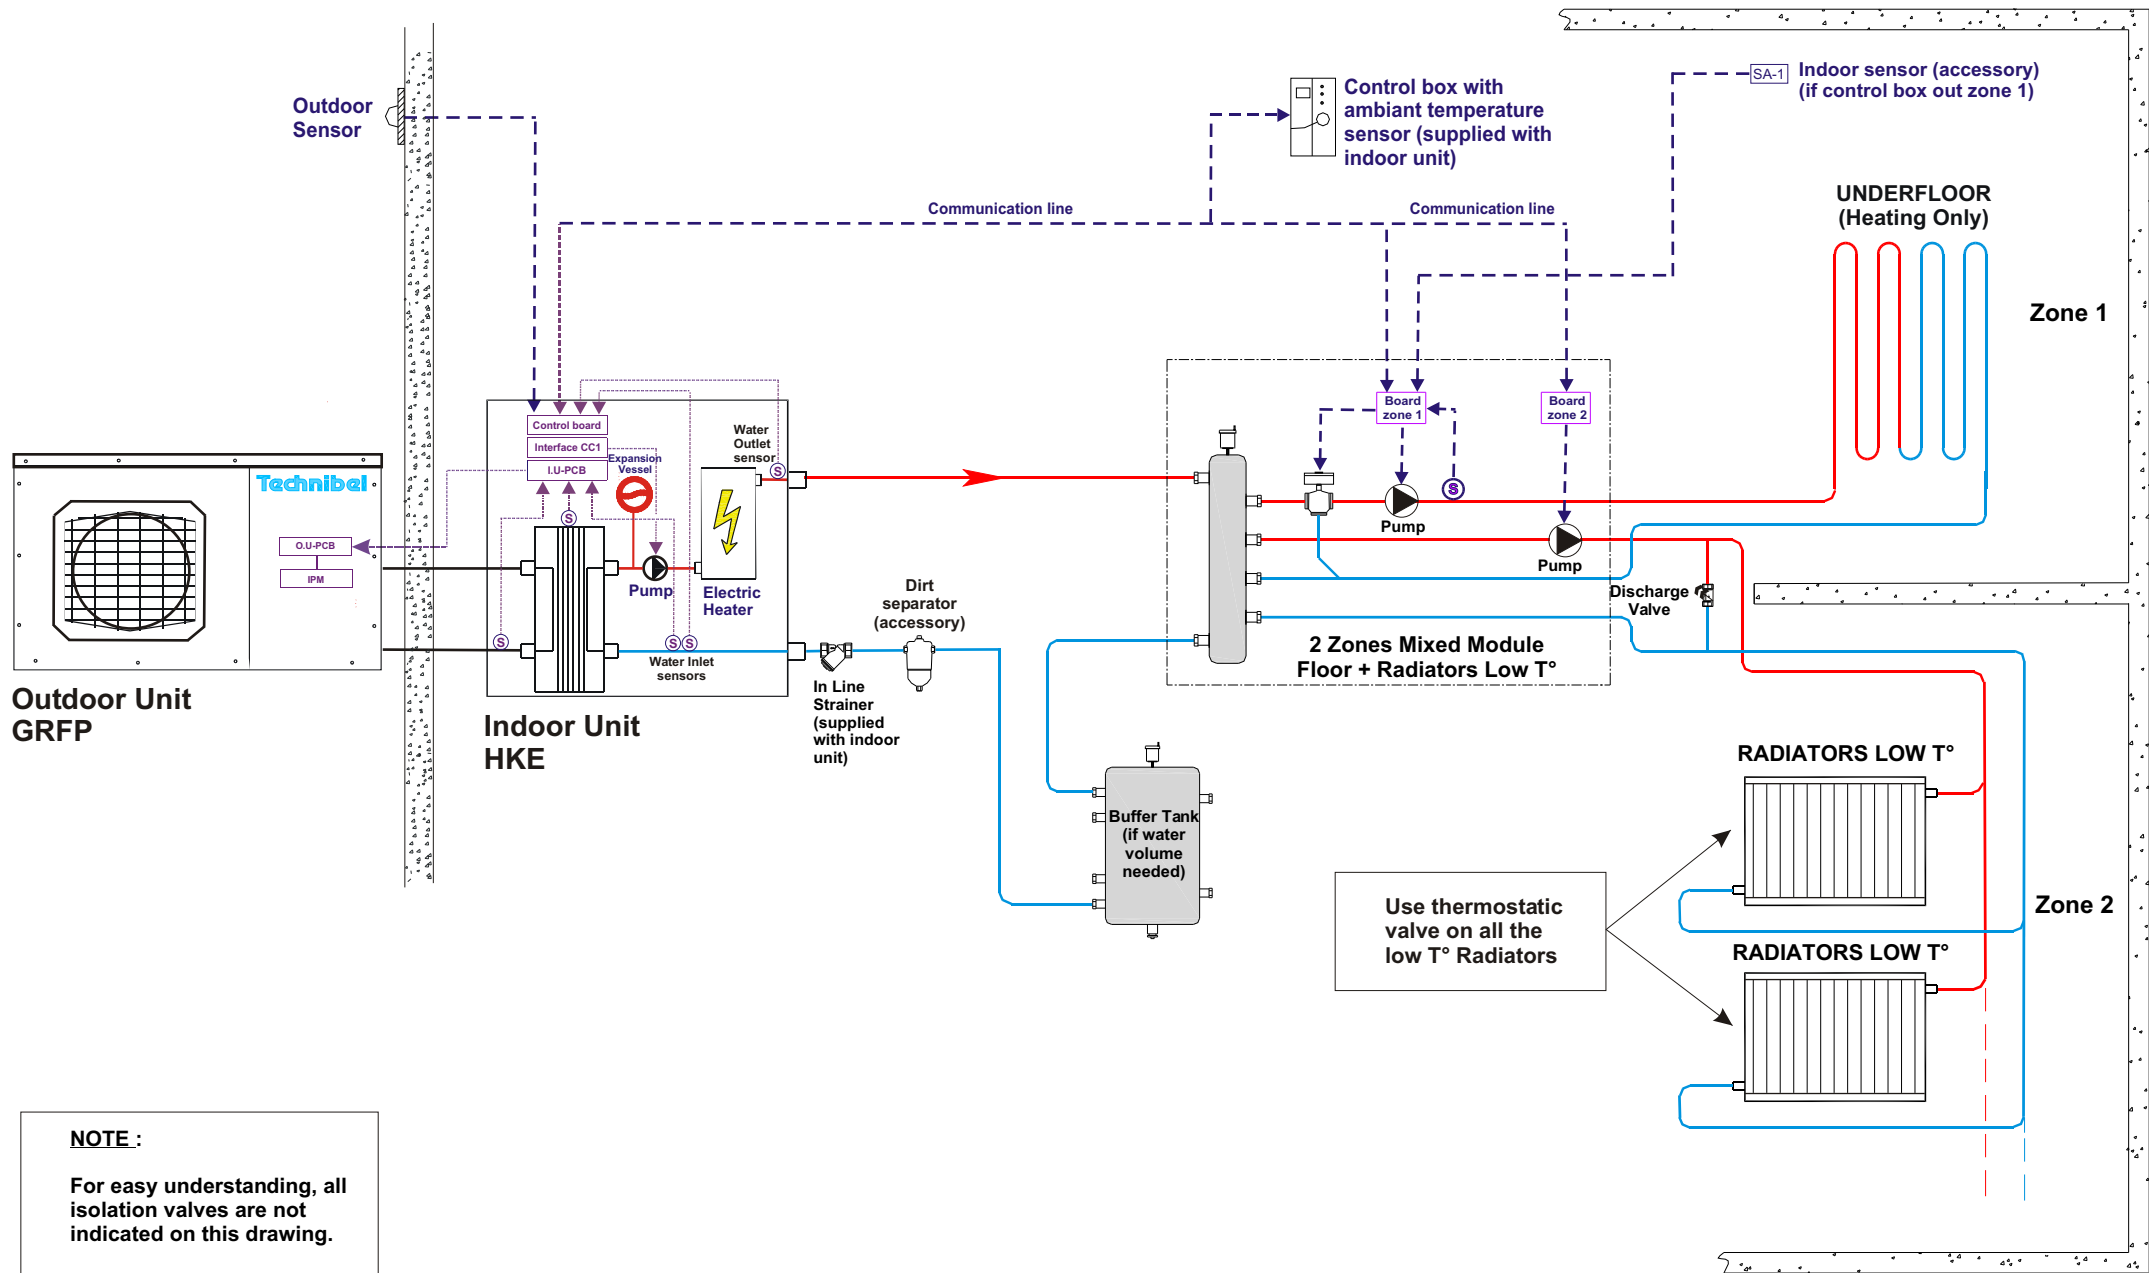 Outdoor
Sensor
Control box with
ambiant temperature
sensor (supplied with
indoor unit)
SA-1
Indoor sensor (accessory)
(if control box out zone 1)
Communication line
Communication line
UNDERFLOOR
(Heating Only)
Zone 1
Technibel
O.U-PCB
IPM
Outdoor Unit
GRFP
Control board
Interface CC1
I.U-PCB
Expansion
Vessel
Water
Outlet
sensor
S
S
S
S
S
Pump
Electric
Heater
Water Inlet
sensors
Indoor Unit
HKE
In Line
Strainer
(supplied
with indoor
unit)
Dirt
separator
(accessory)
Board
zone 1
Board
zone 2
S
Pump
Pump
2 Zones Mixed Module
Floor + Radiators Low T°
Discharge
Valve
Buffer Tank
(if water
volume
needed)
RADIATORS LOW T°
Zone 2
RADIATORS LOW T°
Use thermostatic
valve on all the
low T° Radiators
NOTE :
For easy understanding, all
isolation valves are not
indicated on this drawing.